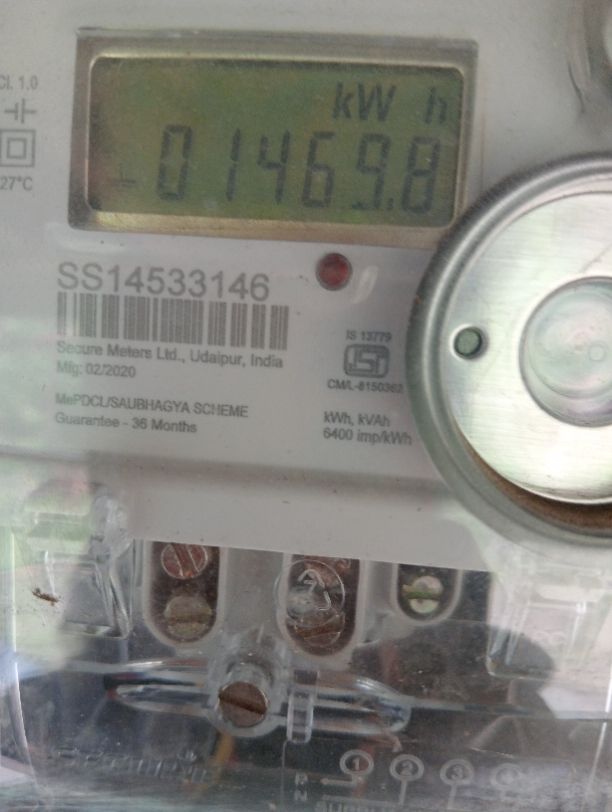 Cl. 1.0
kW h
01469.8
27°C
SS14533146
Secure Meters Ltd., Udaipur, India
Mfg: 02/2020
MePDCL/SAUBHAGYA SCHEME
Guarantee - 36 Months
IS 13779
ISI
CM/L-8150362
kWh, kVAh
6400 imp/kWh
1 2 3 4